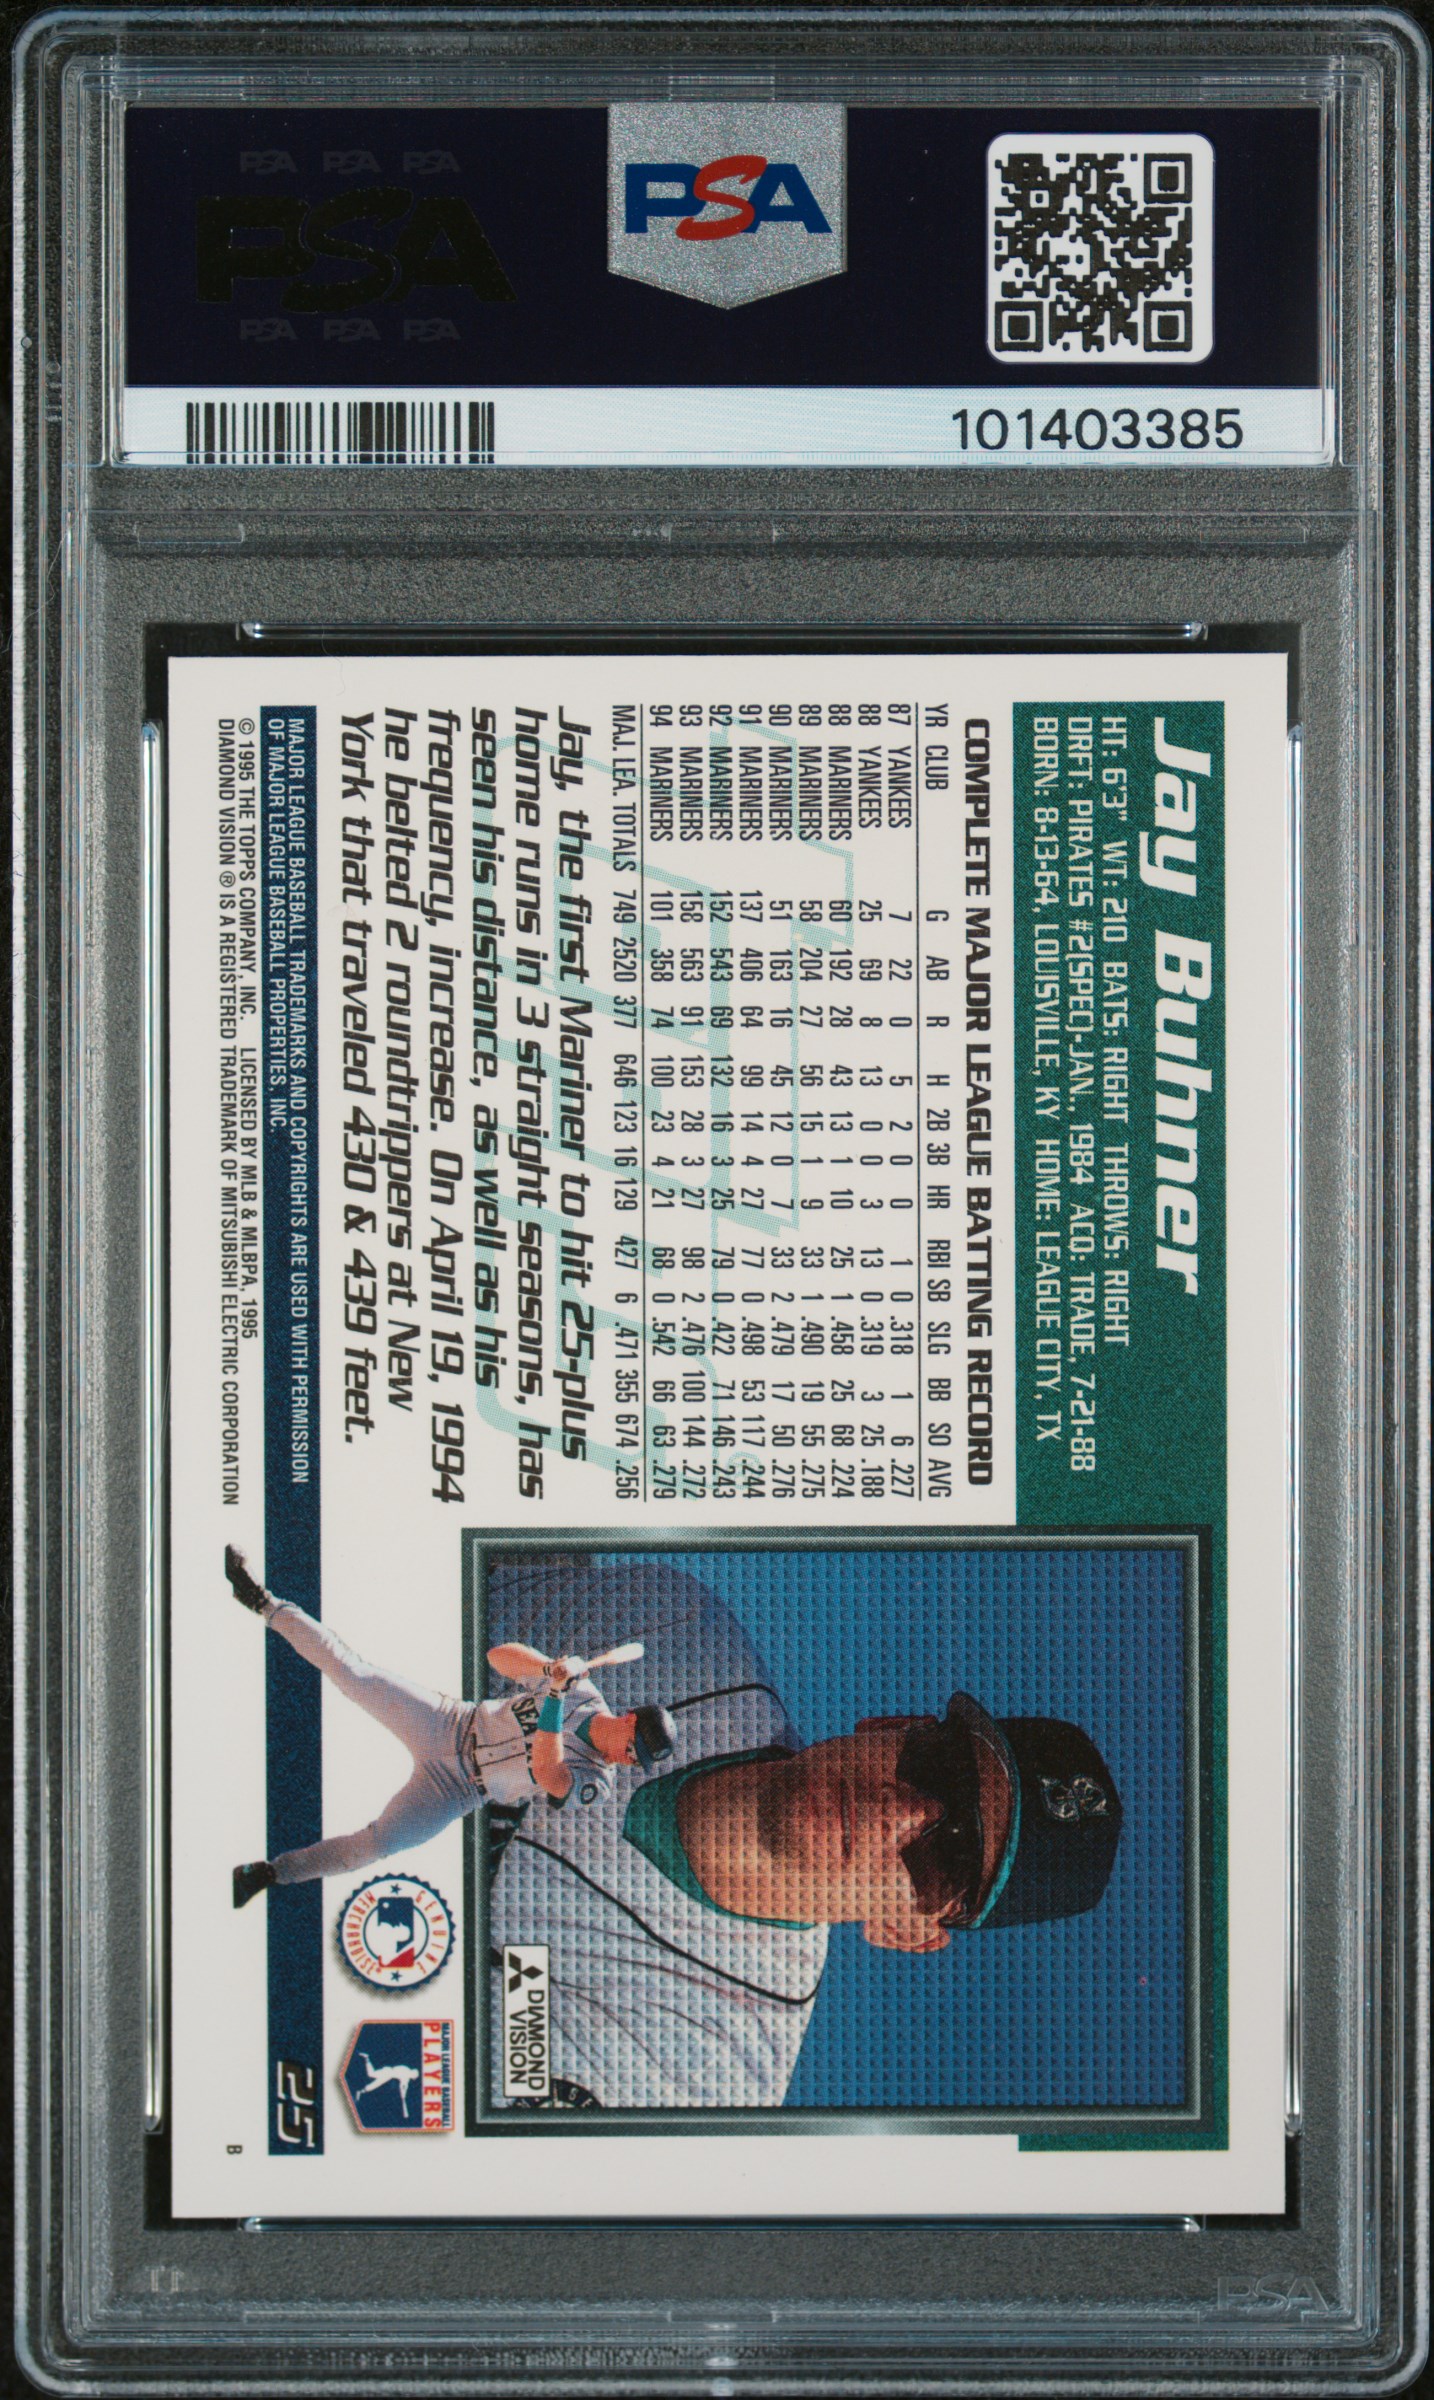 PSA PSA PSA
PSA
PSA PSA PSA
PSA
101403385
Jay Buhner
HT: 6'3" WT: 210 BATS: RIGHT THROWS: RIGHT
DRFT: PIRATES #2(SPEC)-JAN., 1984 ACQ: TRADE, 7-21-88
BORN: 8-13-64, LOUISVILLE, KY HOME: LEAGUE CITY, TX
COMPLETE MAJOR LEAGUE BATTING RECORD
YR CLUB G AB R H 2B 3B HR RBI SB SLG BB SO AVG
87 YANKEES 7 22 0 5 2 0 0 1 0 .318 1 6 .227
88 YANKEES 25 69 8 13 0 0 3 13 0 .319 3 25 .188
88 MARINERS 60 192 28 43 13 1 10 25 1 .458 25 68 .224
89 MARINERS 58 204 27 56 15 1 9 33 1 .490 19 55 .275
90 MARINERS 51 163 16 45 12 0 7 33 2 .479 17 50 .276
91 MARINERS 137 406 64 99 14 4 27 77 0 .498 53 117 .244
92 MARINERS 152 543 69 132 16 3 25 79 0 .422 71 146 .243
93 MARINERS 158 563 91 153 28 3 27 98 2 .476 100 144 .272
94 MARINERS 101 358 74 100 23 4 21 68 0 .542 66 63 .279
MAJ. LEA. TOTALS 749 2520 377 646 123 16 129 427 6 .471 355 674 .256
Jay, the first Mariner to hit 25-plus
home runs in 3 straight seasons, has
seen his distance, as well as his
frequency, increase. On April 19, 1994
he belted 2 roundtrippers at New
York that traveled 430 & 439 feet.
MAJOR LEAGUE BASEBALL TRADEMARKS AND COPYRIGHTS ARE USED WITH PERMISSION
OF MAJOR LEAGUE BASEBALL PROPERTIES, INC.
© 1995 THE TOPPS COMPANY, INC. LICENSED BY MLB & MLBPA, 1995
DIAMOND VISION ® IS A REGISTERED TRADEMARK OF MITSUBISHI ELECTRIC CORPORATION
DIAMOND
VISION
SEA
GENUINE
MERCHANDISE
MAJOR LEAGUE BASEBALL
PLAYERS
25
B
PSA